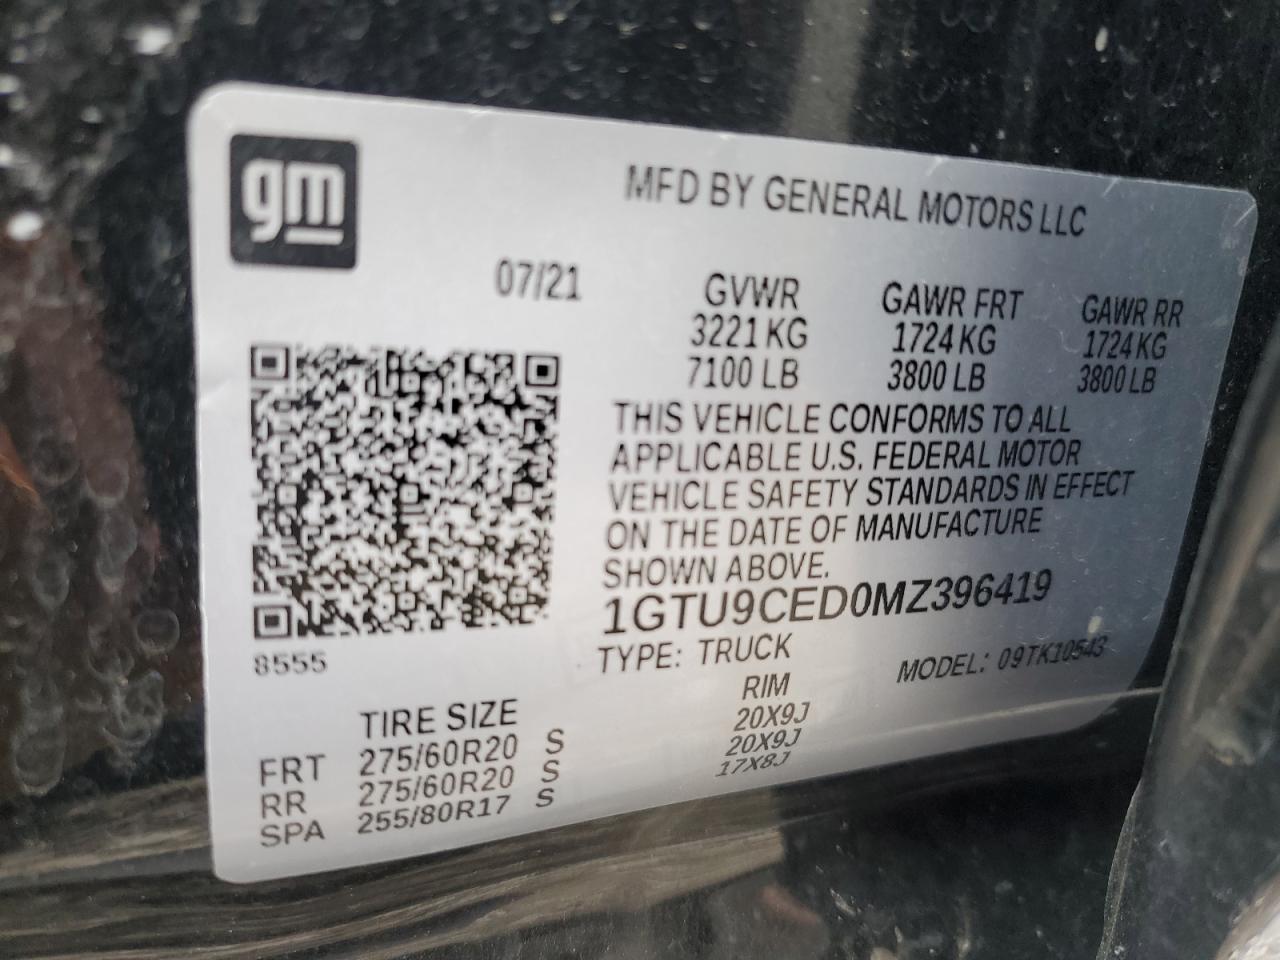 gm
MFD BY GENERAL MOTORS LLC
07/21
GVWR GAWR FRT GAWR RR
3221 KG 1724 KG 1724 KG
7100 LB 3800 LB 3800 LB
THIS VEHICLE CONFORMS TO ALL
APPLICABLE U.S. FEDERAL MOTOR
VEHICLE SAFETY STANDARDS IN EFFECT
ON THE DATE OF MANUFACTURE
SHOWN ABOVE.
1GTU9CED0MZ396419
8555
TYPE: TRUCK MODEL: 09TK10543
TIRE SIZE RIM
FRT 275/60R20 S 20X9J
RR 275/60R20 S 20X9J
SPA 255/80R17 S 17X8J